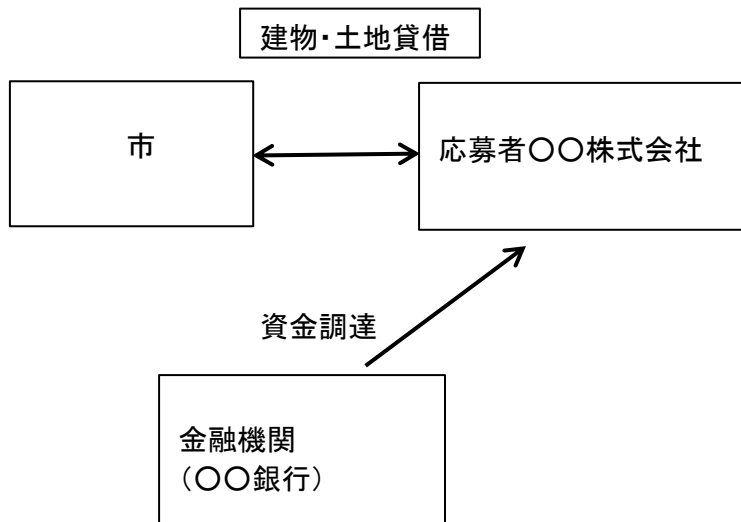 建物・土地貸借
市
応募者〇〇株式会社
資金調達
金融機関
(〇〇銀行)